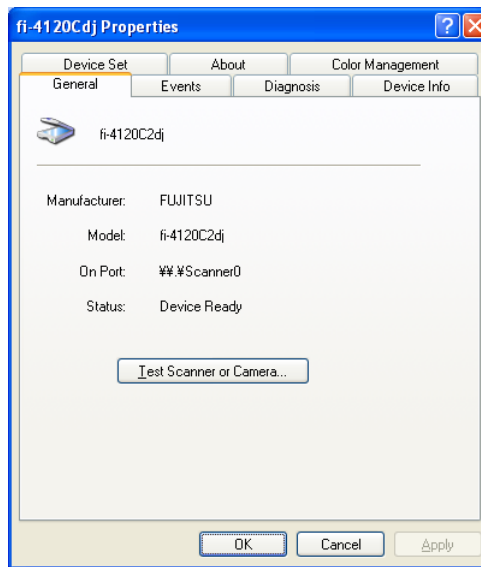 fi-4120Cdj Properties
Device Set About Color Management
General Events Diagnosis Device Info
fi-4120C2dj
Manufacturer: FUJITSU
Model: fi-4120C2dj
On Port: ¥¥.¥Scanner0
Status: Device Ready
Test Scanner or Camera...
OK Cancel Apply